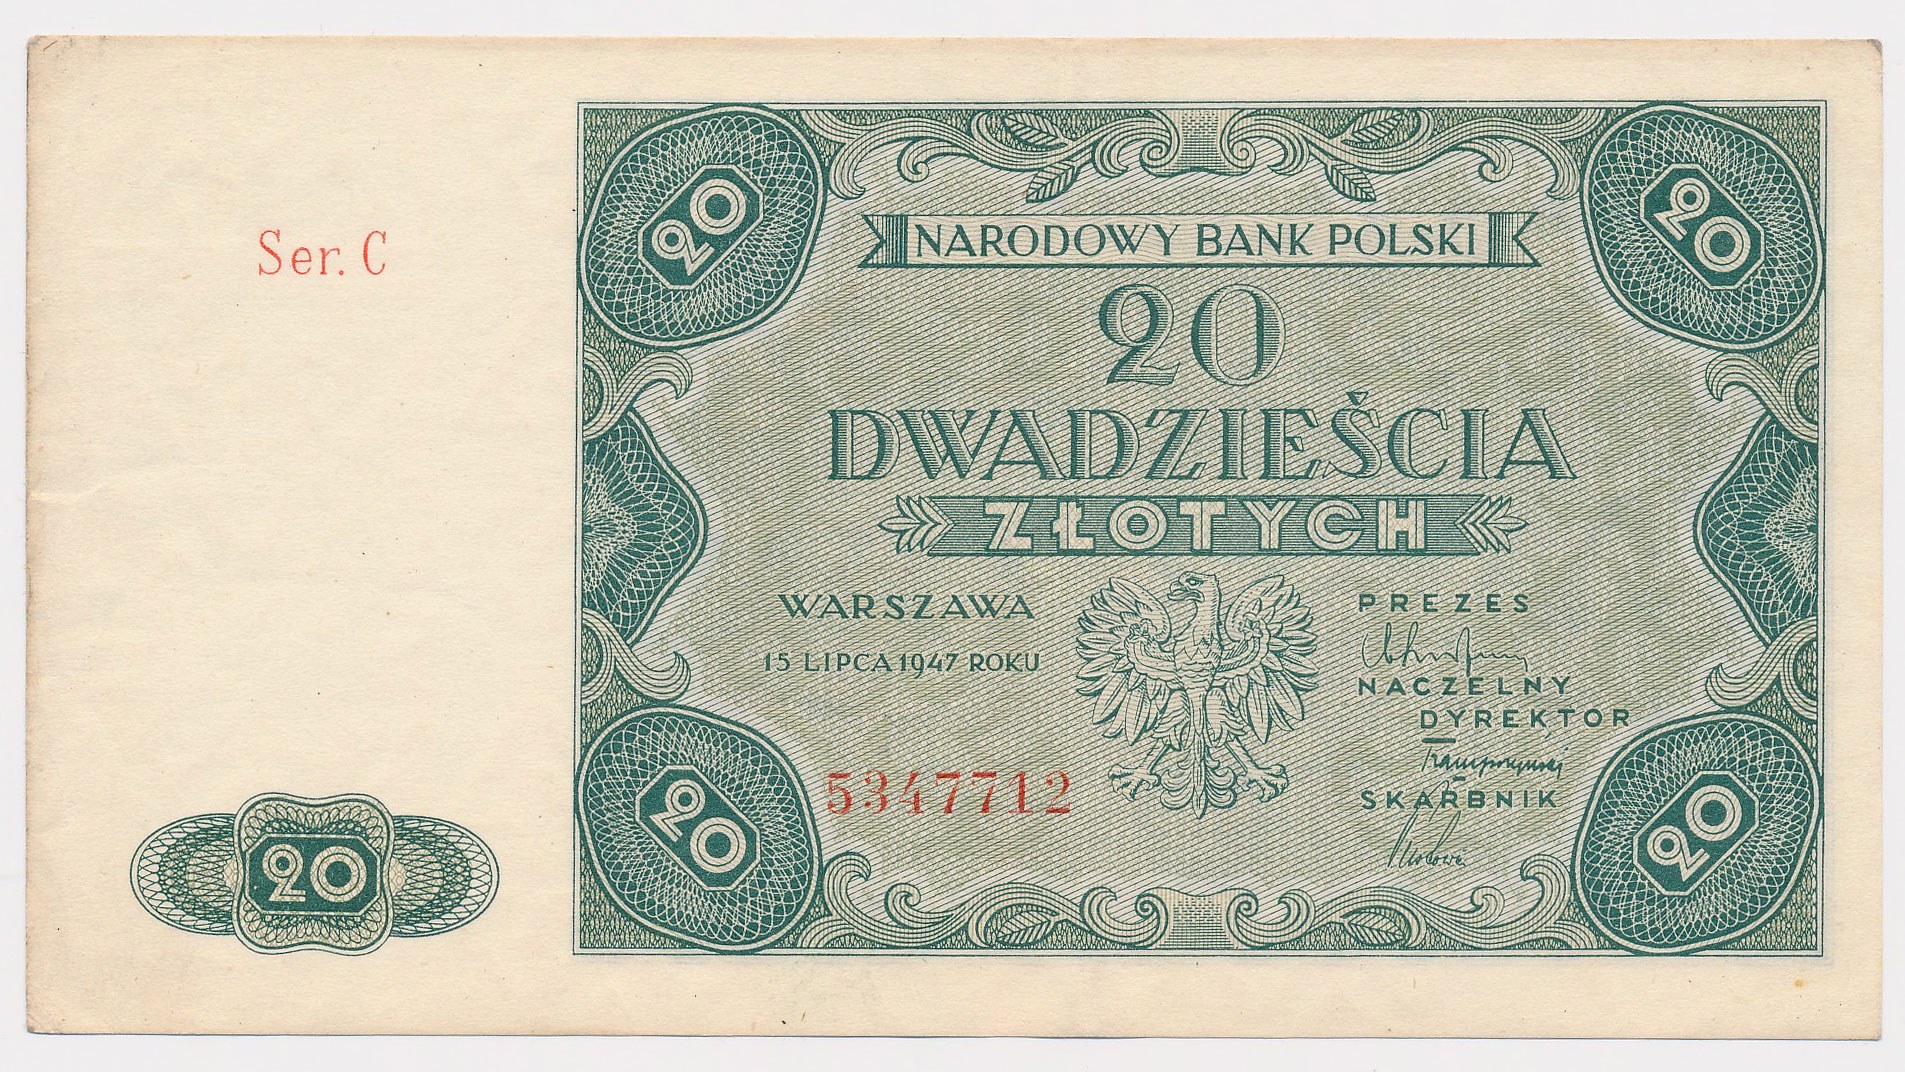 Ser. C
20
20
NARODOWY BANK POLSKI
20
DWADZIEŚCIA
ZŁOTYCH
WARSZAWA
15 LIPCA 1947 ROKU
PREZES
NACZELNY
DYREKTOR
SKARBNIK
5347712
20
20
20